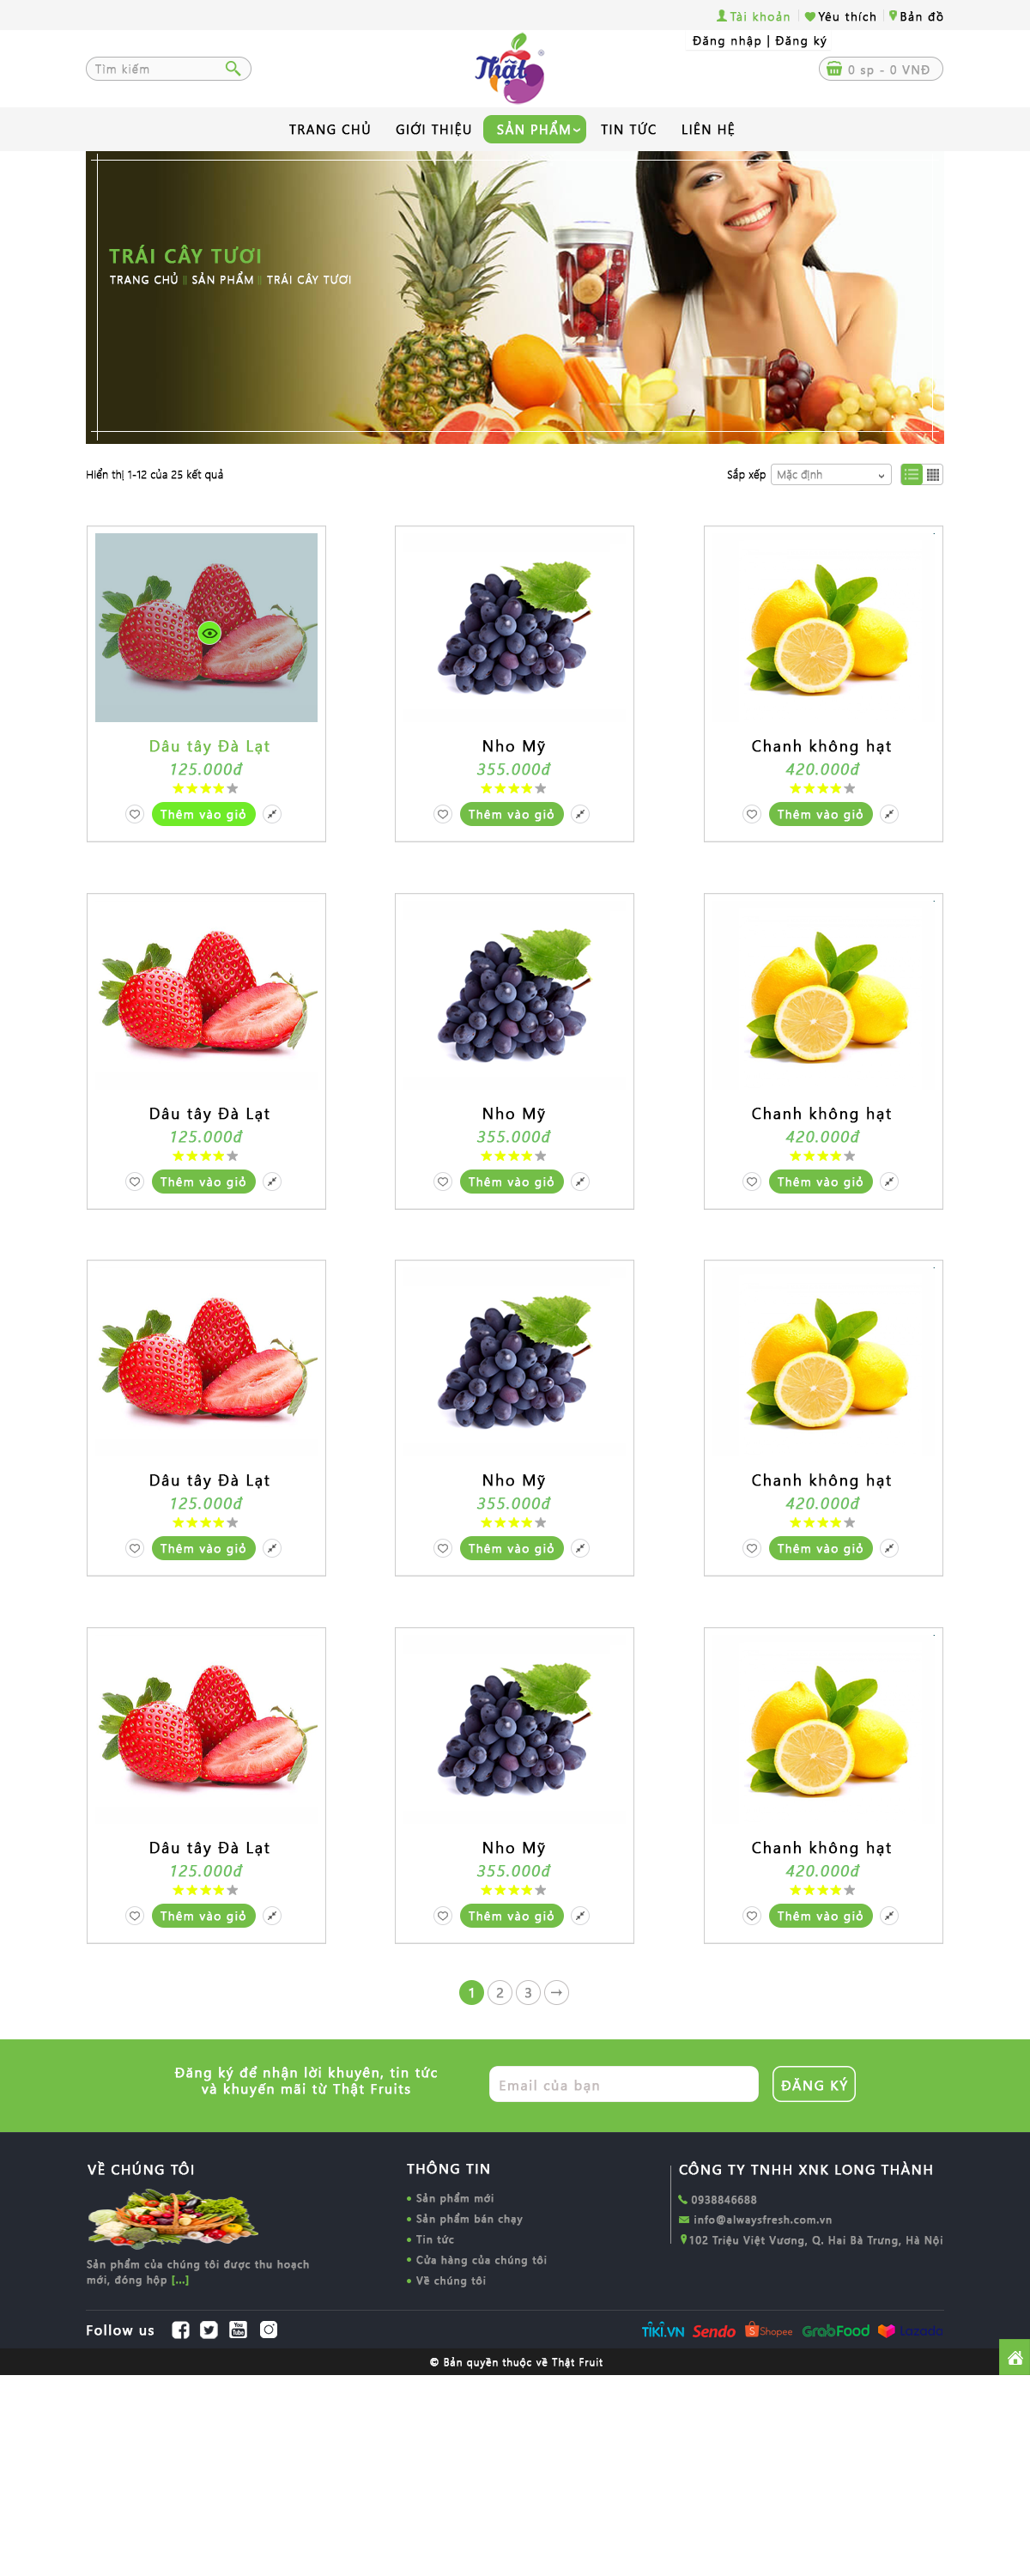 Tài khoản Yêu thích Bản đồ
Đăng nhập | Đăng ký
Tìm kiếm
Thật
®
0 sp - 0 VNĐ
TRANG CHỦ GIỚI THIỆU SẢN PHẨM TIN TỨC LIÊN HỆ
TRÁI CÂY TƯƠI
TRANG CHỦ || SẢN PHẨM || TRÁI CÂY TƯƠI
Hiển thị 1-12 của 25 kết quả
Sắp xếp Mặc định
Dâu tây Đà Lạt
125.000đ
Thêm vào giỏ
Nho Mỹ
355.000đ
Thêm vào giỏ
Chanh không hạt
420.000đ
Thêm vào giỏ
Dâu tây Đà Lạt
125.000đ
Thêm vào giỏ
Nho Mỹ
355.000đ
Thêm vào giỏ
Chanh không hạt
420.000đ
Thêm vào giỏ
Dâu tây Đà Lạt
125.000đ
Thêm vào giỏ
Nho Mỹ
355.000đ
Thêm vào giỏ
Chanh không hạt
420.000đ
Thêm vào giỏ
Dâu tây Đà Lạt
125.000đ
Thêm vào giỏ
Nho Mỹ
355.000đ
Thêm vào giỏ
Chanh không hạt
420.000đ
Thêm vào giỏ
1 2 3 →
Đăng ký để nhận lời khuyên, tin tức
và khuyến mãi từ Thật Fruits
Email của bạn
ĐĂNG KÝ
VỀ CHÚNG TÔI
Sản phẩm của chúng tôi được thu hoạch
mới, đóng hộp [...]
THÔNG TIN
Sản phẩm mới
Sản phẩm bán chạy
Tin tức
Cửa hàng của chúng tôi
Về chúng tôi
CÔNG TY TNHH XNK LONG THÀNH
0938846688
info@alwaysfresh.com.vn
102 Triệu Việt Vương, Q. Hai Bà Trưng, Hà Nội
Follow us
You Tube
TIKI.VN Sendo Shopee GrabFood Lazada
© Bản quyền thuộc về Thật Fruit